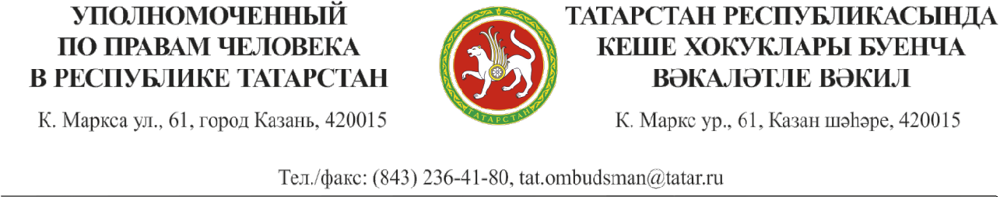 УПОЛНОМОЧЕННЫЙ
ПО ПРАВАМ ЧЕЛОВЕКА
В РЕСПУБЛИКЕ ТАТАРСТАН
К. Маркса ул., 61, город Казань, 420015
ТАТАРСТАН
ТАТАРСТАН РЕСПУБЛИКАСЫНДА
КЕШЕ ХОКУКЛАРЫ БУЕНЧА
ВӘКАЛӘТЛЕ ВӘКИЛ
К. Маркс ур., 61, Казан шәһәре, 420015
Тел./факс: (843) 236-41-80, tat.ombudsman@tatar.ru